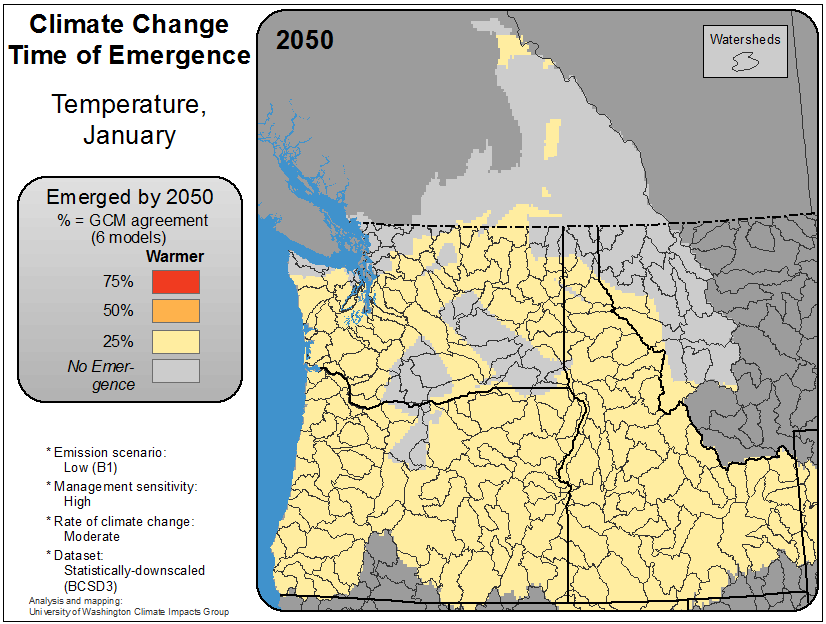 Climate Change
Time of Emergence
Temperature,
January
Emerged by 2050
% = GCM agreement
(6 models)
Warmer
75%
50%
25%
No Emer-
gence
* Emission scenario:
Low (B1)
* Management sensitivity:
High
* Rate of climate change:
Moderate
* Dataset:
Statistically-downscaled
(BCSD3)
Analysis and mapping:
University of Washington Climate Impacts Group
2050
Watersheds